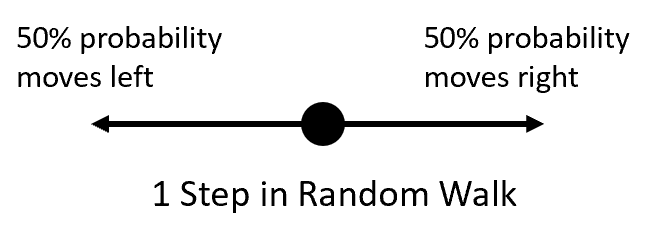 50% probability
moves left
50% probability
moves right
1 Step in Random Walk